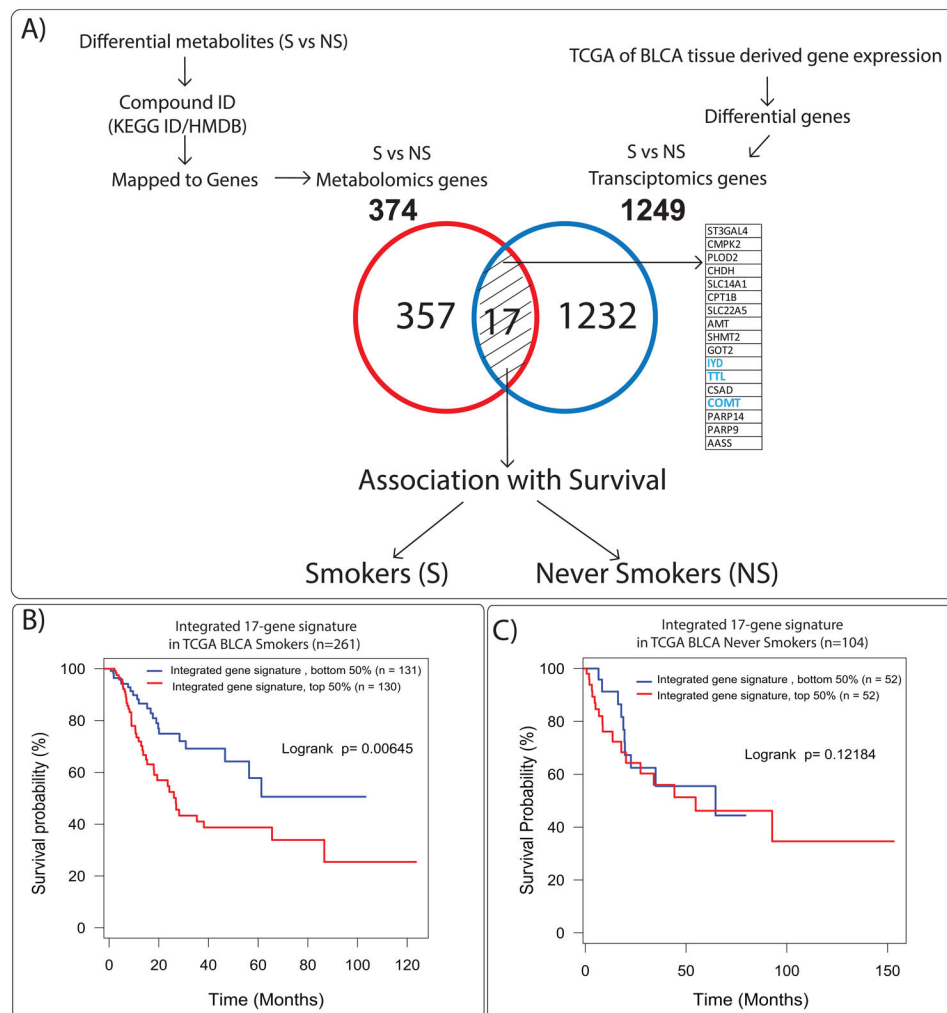 A)
Differential metabolites (S vs NS)
Compound ID
(KEGG ID/HMDB)
Mapped to Genes
S vs NS
Metabolomics genes
374
TCGA of BLCA tissue derived gene expression
Differential genes
S vs NS
Transciptomics genes
1249
357
17
1232
ST3GAL4
CMPK2
PLOD2
CHDH
SLC14A1
CPT1B
SLC22A5
AMT
SHMT2
GOT2
IYD
TTL
CSAD
COMT
PARP14
PARP9
AASS
Association with Survival
Smokers (S)
Never Smokers (NS)
B)
Integrated 17-gene signature
in TCGA BLCA Smokers (n=261)
Integrated gene signature , bottom 50% (n = 131)
Integrated gene signature, top 50% (n = 130)
Logrank p= 0.00645
Survival probability (%)
100
80
60
40
20
0
0 20 40 60 80 100 120
Time (Months)
C)
Integrated 17-gene signature
in TCGA BLCA Never Smokers (n=104)
Integrated gene signature , bottom 50% (n = 52)
Integrated gene signature, top 50% (n = 52)
Logrank p= 0.12184
Survival Probability (%)
100
80
60
40
20
0
0 50 100 150
Time (Months)